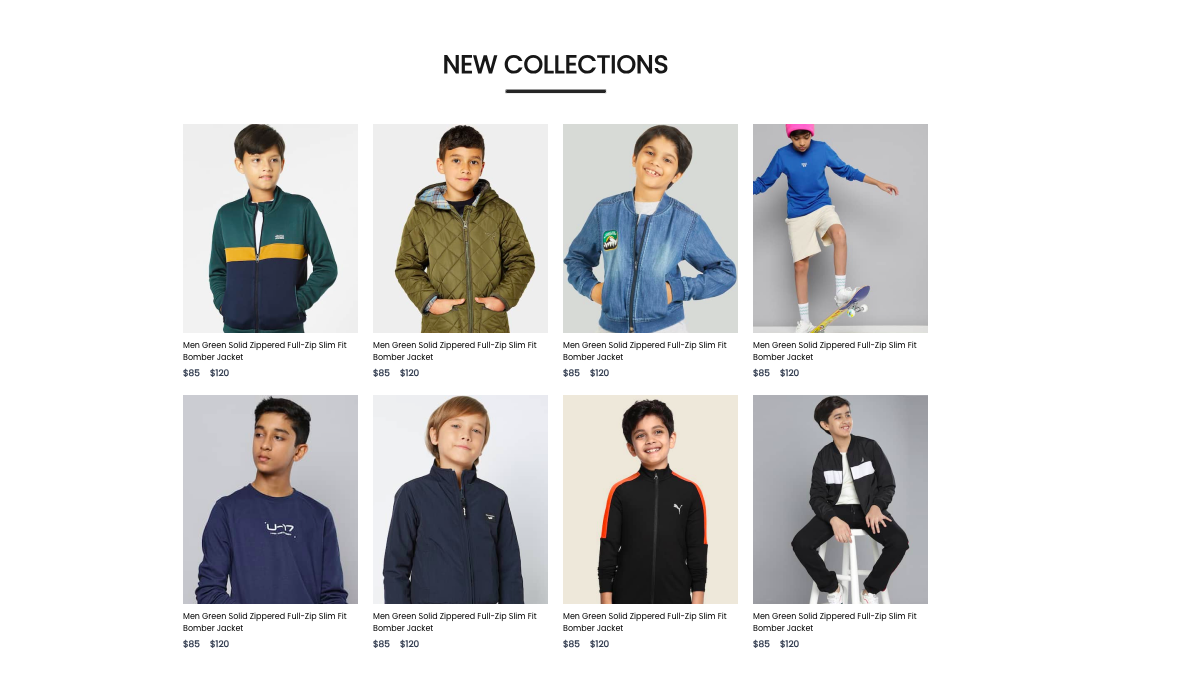 NEW COLLECTIONS
Men Green Solid Zippered Full-Zip Slim Fit
Bomber Jacket
$85 $120
Men Green Solid Zippered Full-Zip Slim Fit
Bomber Jacket
$85 $120
Men Green Solid Zippered Full-Zip Slim Fit
Bomber Jacket
$85 $120
Men Green Solid Zippered Full-Zip Slim Fit
Bomber Jacket
$85 $120
Men Green Solid Zippered Full-Zip Slim Fit
Bomber Jacket
$85 $120
Men Green Solid Zippered Full-Zip Slim Fit
Bomber Jacket
$85 $120
Men Green Solid Zippered Full-Zip Slim Fit
Bomber Jacket
$85 $120
Men Green Solid Zippered Full-Zip Slim Fit
Bomber Jacket
$85 $120